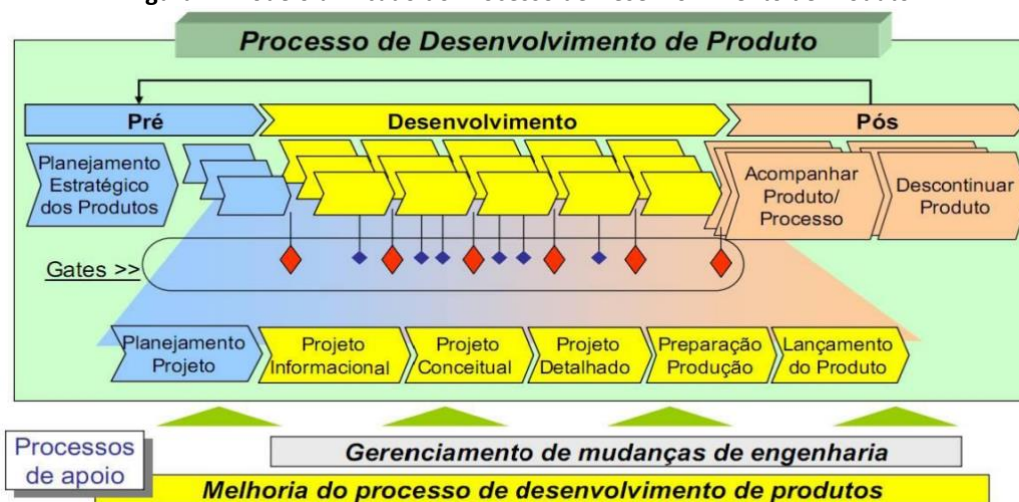 Processo de Desenvolvimento de Produto
Pré
Desenvolvimento
Pós
Planejamento
Estratégico
dos Produtos
Acompanhar
Produto/
Processo
Descontinuar
Produto
Gates >>
Planejamento
Projeto
Projeto
Informacional
Projeto
Conceitual
Projeto
Detalhado
Preparação
Produção
Lançamento
do Produto
Processos
de apoio
Gerenciamento de mudanças de engenharia
Melhoria do processo de desenvolvimento de produtos